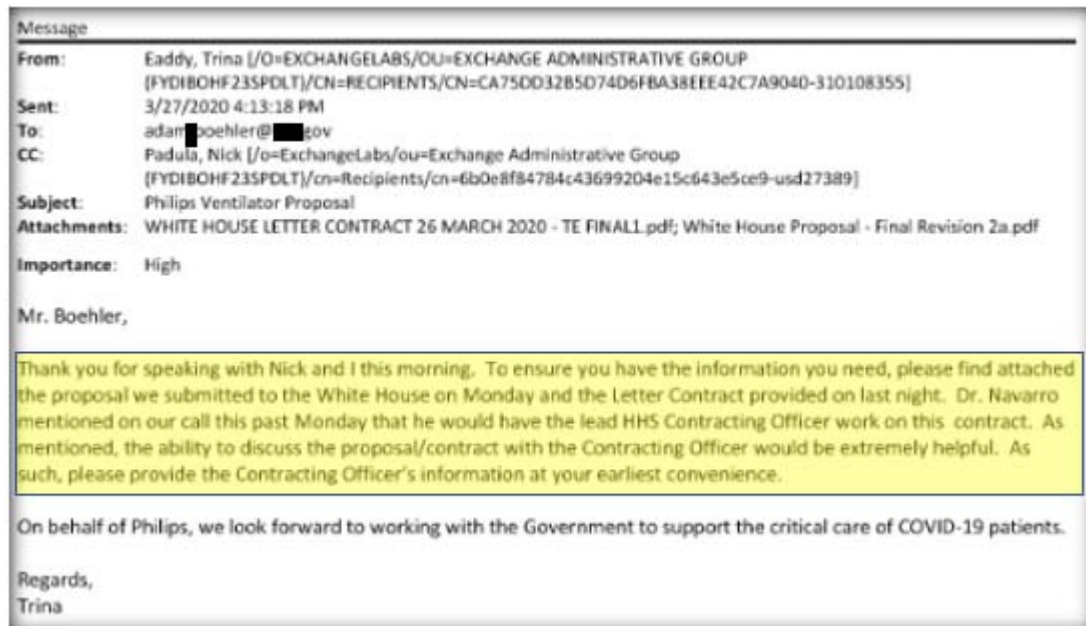 Message
From: Eaddy, Trina [/O=EXCHANGELABS/OU=EXCHANGE ADMINISTRATIVE GROUP
(FYDIBOHF23SPDLT)/CN=RECIPIENTS/CN=CA75DD32B5D74D6FBA38EEE42C7A9040-310108355]
Sent: 3/27/2020 4:13:18 PM
To: adam boehler@ gov
CC: Padula, Nick [/o=ExchangeLabs/ou=Exchange Administrative Group
(FYDIBOHF23SPDLT)/cn=Recipients/cn=6b0e8f84784c43699204e15c643e5ce9-usd27389]
Subject: Philips Ventilator Proposal
Attachments: WHITE HOUSE LETTER CONTRACT 26 MARCH 2020 - TE FINAL1.pdf; White House Proposal - Final Revision 2a.pdf
Importance: High
Mr. Boehler,
Thank you for speaking with Nick and I this morning. To ensure you have the information you need, please find attached
the proposal we submitted to the White House on Monday and the Letter Contract provided on last night. Dr. Navarro
mentioned on our call this past Monday that he would have the lead HHS Contracting Officer work on this contract. As
mentioned, the ability to discuss the proposal/contract with the Contracting Officer would be extremely helpful. As
such, please provide the Contracting Officer's information at your earliest convenience.
On behalf of Philips, we look forward to working with the Government to support the critical care of COVID-19 patients.
Regards,
Trina